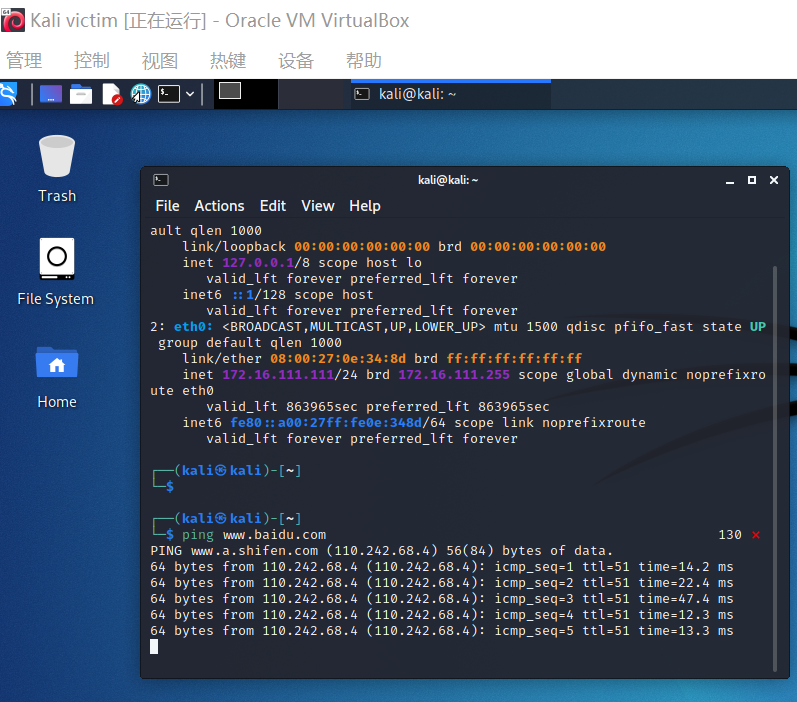 64
Kali victim [正在运行] - Oracle VM VirtualBox
管理 控制 视图 热键 设备 帮助
kali@kali: ~
Trash
File System
Home
kali@kali: ~
File Actions Edit View Help
ault qlen 1000
link/loopback 00:00:00:00:00:00 brd 00:00:00:00:00:00
inet 127.0.0.1/8 scope host lo
valid_lft forever preferred_lft forever
inet6 ::1/128 scope host
valid_lft forever preferred_lft forever
2: eth0: <BROADCAST,MULTICAST,UP,LOWER_UP> mtu 1500 qdisc pfifo_fast state UP
group default qlen 1000
link/ether 08:00:27:0e:34:8d brd ff:ff:ff:ff:ff:ff
inet 172.16.111.111/24 brd 172.16.111.255 scope global dynamic noprefixro
ute eth0
valid_lft 863965sec preferred_lft 863965sec
inet6 fe80::a00:27ff:fe0e:348d/64 scope link noprefixroute
valid_lft forever preferred_lft forever
┌──(kali㉿kali)-[~]
└─$
┌──(kali㉿kali)-[~]
└─$ ping www.baidu.com 130 ⨯
PING www.a.shifen.com (110.242.68.4) 56(84) bytes of data.
64 bytes from 110.242.68.4 (110.242.68.4): icmp_seq=1 ttl=51 time=14.2 ms
64 bytes from 110.242.68.4 (110.242.68.4): icmp_seq=2 ttl=51 time=22.4 ms
64 bytes from 110.242.68.4 (110.242.68.4): icmp_seq=3 ttl=51 time=47.4 ms
64 bytes from 110.242.68.4 (110.242.68.4): icmp_seq=4 ttl=51 time=12.3 ms
64 bytes from 110.242.68.4 (110.242.68.4): icmp_seq=5 ttl=51 time=13.3 ms